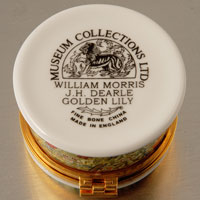 MUSEUM COLLECTIONS LTD
WILLIAM MORRIS
J.H. DEARLE
GOLDEN LILY
FINE BONE CHINA
MADE IN ENGLAND